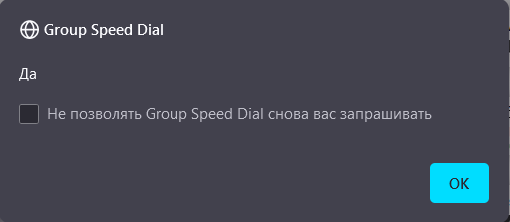 Group Speed Dial
Да
Не позволять Group Speed Dial снова вас запрашивать
OK